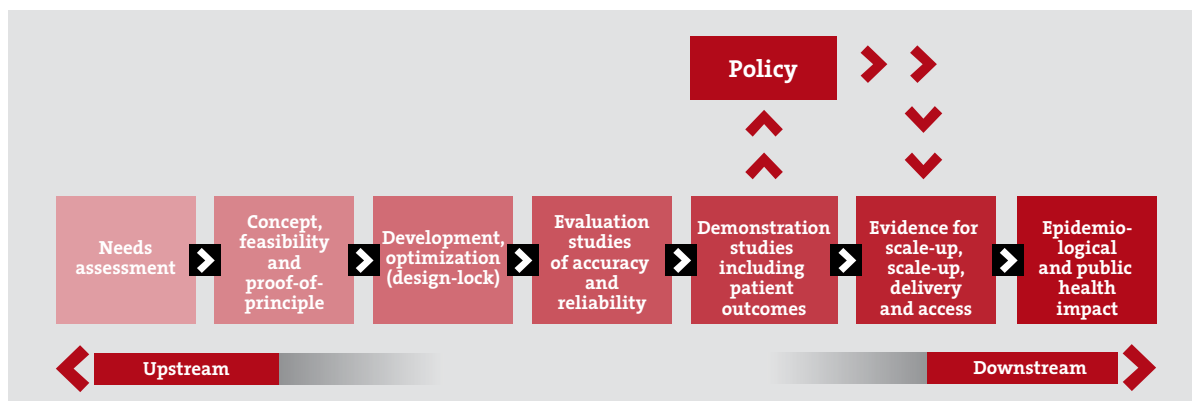 Policy
Needs
assessment
Concept,
feasibility
and
proof-of-
principle
Development,
optimization
(design-lock)
Evaluation
studies
of accuracy
and
reliability
Demonstration
studies
including
patient
outcomes
Evidence for
scale-up,
scale-up,
delivery
and access
Epidemio-
logical
and public
health
impact
Upstream
Downstream